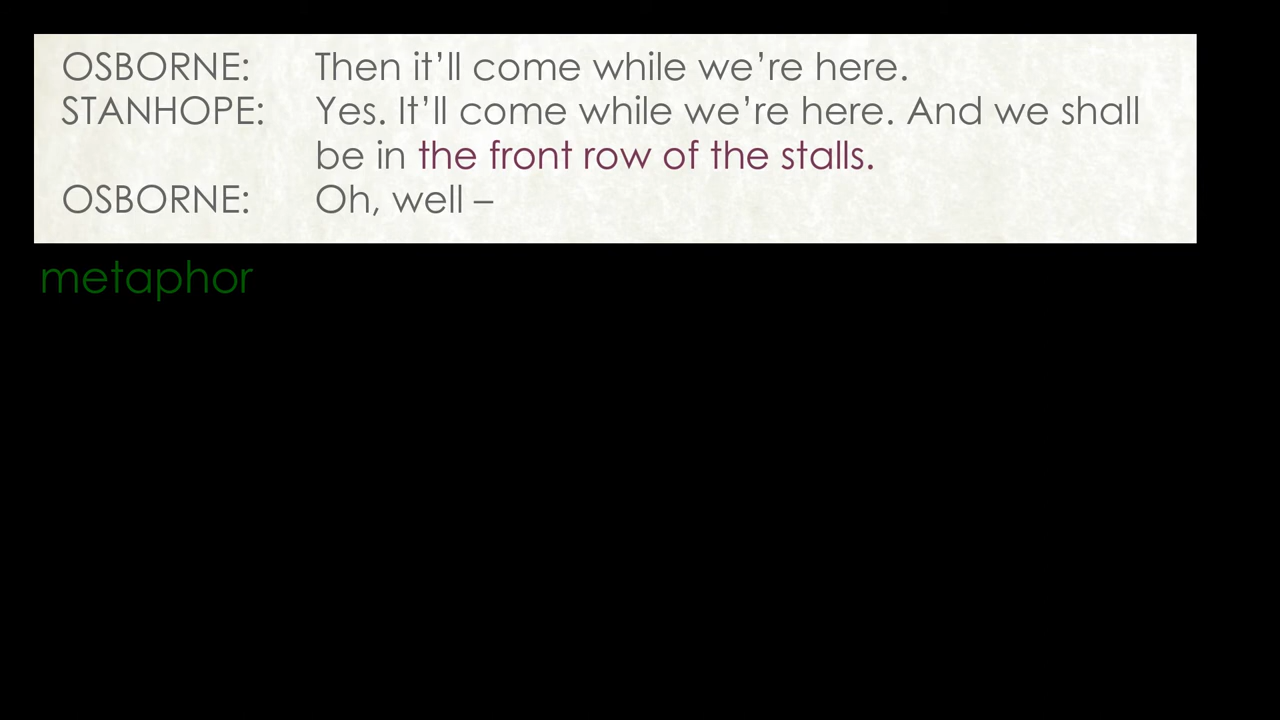 OSBORNE: Then it’ll come while we’re here.
STANHOPE: Yes. It’ll come while we’re here. And we shall
be in the front row of the stalls.
OSBORNE: Oh, well –
metaphor